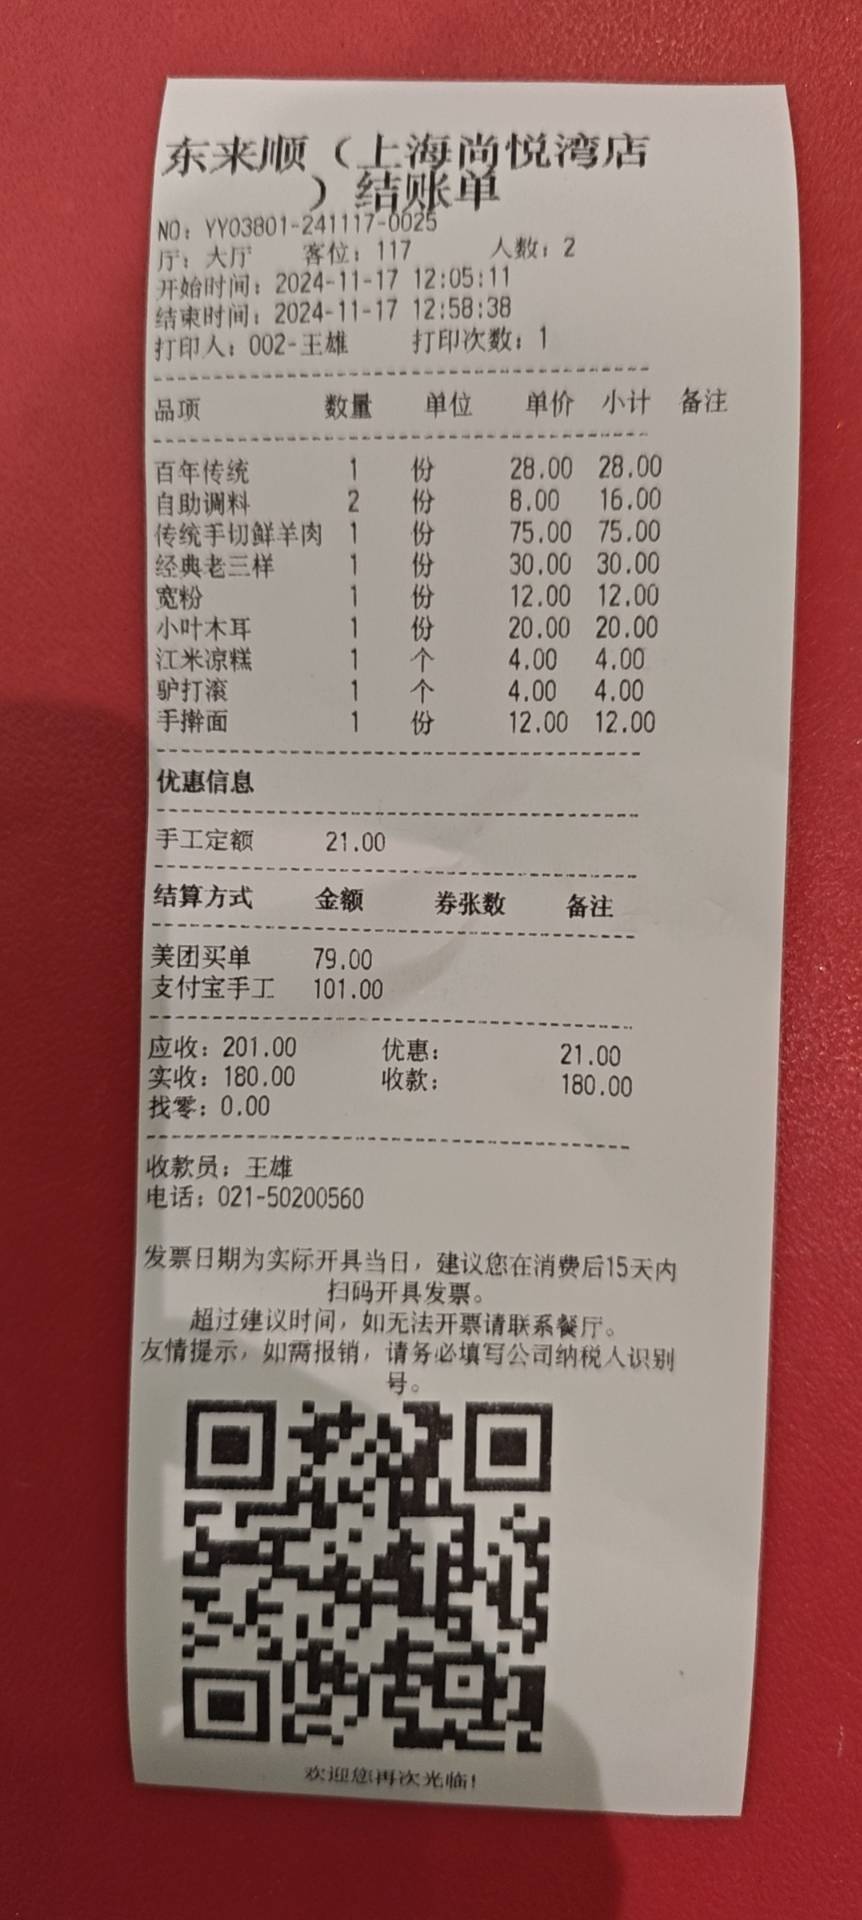 东来顺（上海尚悦湾店
）结账单
NO：YY03801-241117-0025
厅：大厅 客位：117 人数：2
开始时间：2024-11-17 12:05:11
结束时间：2024-11-17 12:58:38
打印人：002-王雄 打印次数：1
品项 数量 单位 单价 小计 备注
百年传统 1 份 28.00 28.00
自助调料 2 份 8.00 16.00
传统手切鲜羊肉 1 份 75.00 75.00
经典老三样 1 份 30.00 30.00
宽粉 1 份 12.00 12.00
小叶木耳 1 份 20.00 20.00
江米凉糕 1 个 4.00 4.00
驴打滚 1 个 4.00 4.00
手擀面 1 份 12.00 12.00
优惠信息
手工定额 21.00
结算方式 金额 券张数 备注
美团买单 79.00
支付宝手工 101.00
应收：201.00 优惠： 21.00
实收：180.00 收款： 180.00
找零：0.00
收款员：王雄
电话：021-50200560
发票日期为实际开具当日，建议您在消费后15天内
扫码开具发票。
超过建议时间，如无法开票请联系餐厅。
友情提示，如需报销，请务必填写公司纳税人识别
号。
欢迎您再次光临！